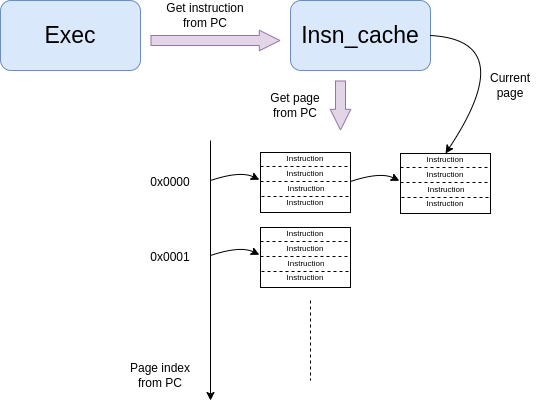 Exec
Get instruction
from PC
Insn_cache
Current
page
Get page
from PC
0x0000
Instruction
Instruction
Instruction
Instruction
Instruction
Instruction
Instruction
Instruction
0x0001
Instruction
Instruction
Instruction
Instruction
Page index
from PC